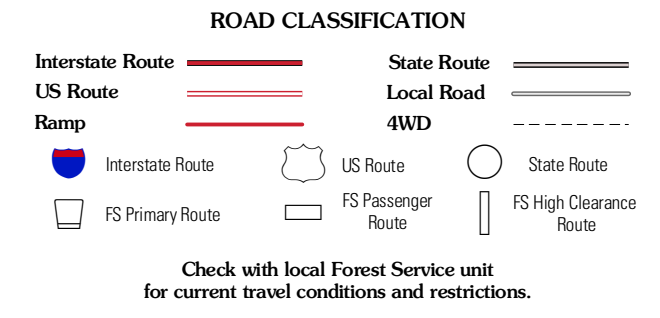 ROAD CLASSIFICATION
Interstate Route
State Route
US Route
Local Road
Ramp
4WD
Interstate Route
US Route
State Route
FS Primary Route
FS Passenger
Route
FS High Clearance
Route
Check with local Forest Service unit
for current travel conditions and restrictions.